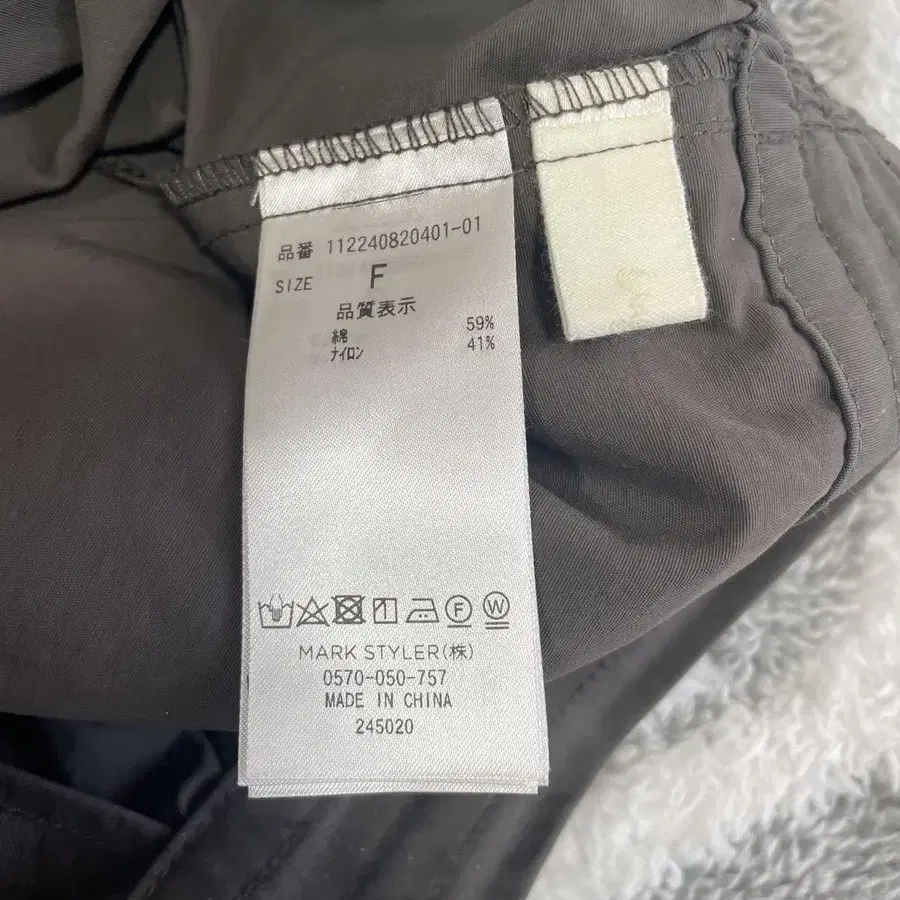 品番 112240820401-01
SIZE F
品質表示
綿 59%
ナイロン 41%
F W
MARK STYLER(株)
0570-050-757
MADE IN CHINA
245020